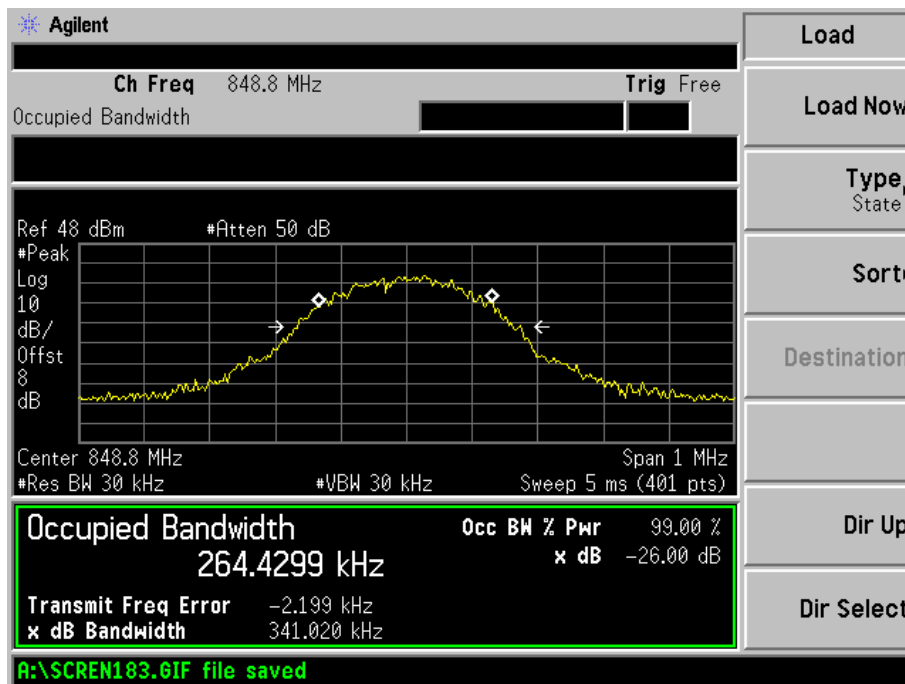 Agilent
Load
Ch Freq 848.8 MHz Trig Free
Occupied Bandwidth
Load Now
Type
State
Ref 48 dBm #Atten 50 dB
#Peak
Log
10
dB/
Offst
8
dB
Sort
Destination
Center 848.8 MHz Span 1 MHz
#Res BW 30 kHz #VBW 30 kHz Sweep 5 ms (401 pts)
Occupied Bandwidth Occ BW % Pwr 99.00 %
264.4299 kHz x dB -26.00 dB
Dir Up
Transmit Freq Error -2.199 kHz
x dB Bandwidth 341.020 kHz
Dir Select
A:\SCREN183.GIF file saved